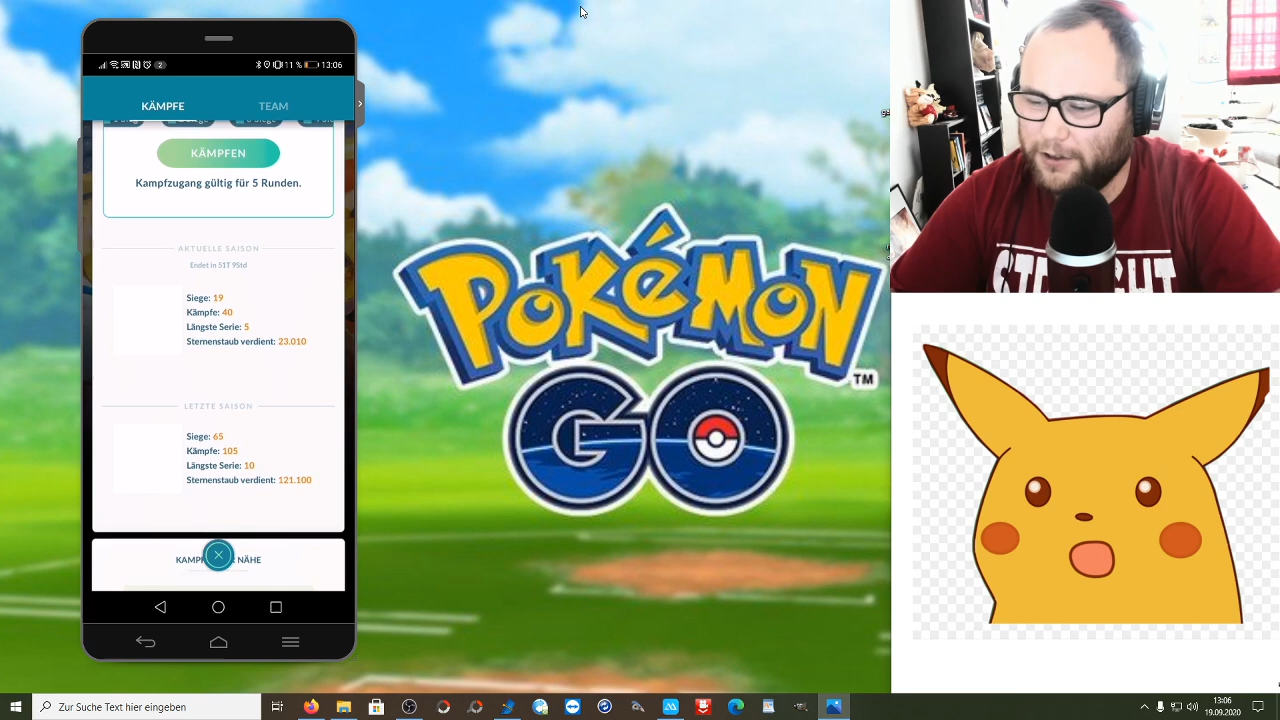 2
11 %
13:06
KÄMPFE
TEAM
KÄMPFEN
Kampfzugang gültig für 5 Runden.
AKTUELLE SAISON
Endet in 51T 9Std
Siege: 19
Kämpfe: 40
Längste Serie: 5
Sternenstaub verdient: 23.010
LETZTE SAISON
Siege: 65
Kämpfe: 105
Längste Serie: 10
Sternenstaub verdient: 121.100
NÄHE
POKÉMON
TM
GO
Zur Suche Text hier eingeben
13:06
19.09.2020